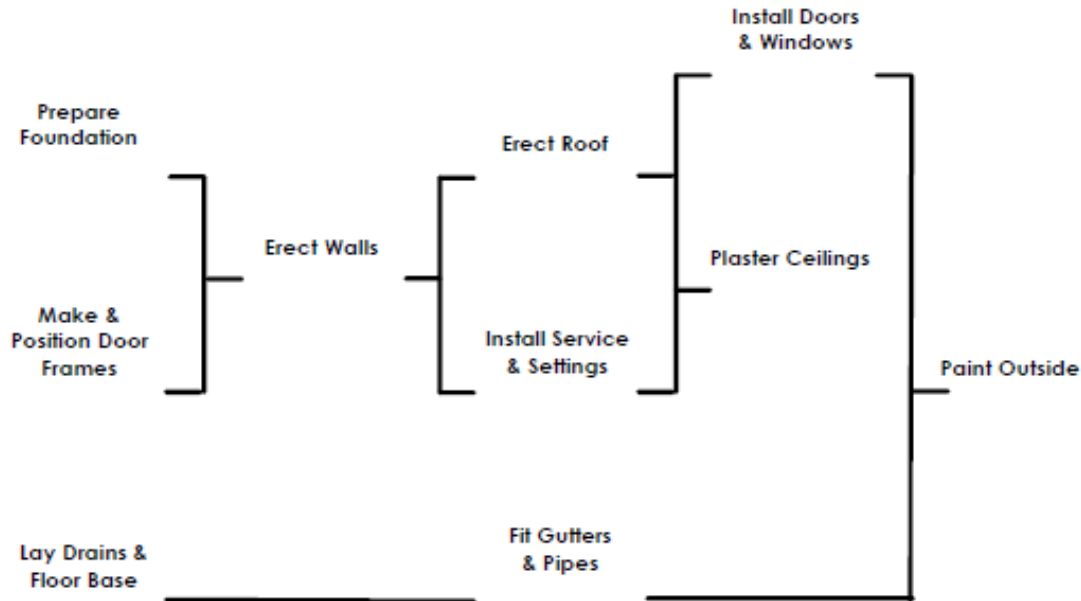 Install Doors
& Windows
Prepare
Foundation
Erect Roof
Erect Walls
Plaster Ceilings
Make &
Position Door
Frames
Install Service
& Settings
Paint Outside
Lay Drains &
Floor Base
Fit Gutters
& Pipes